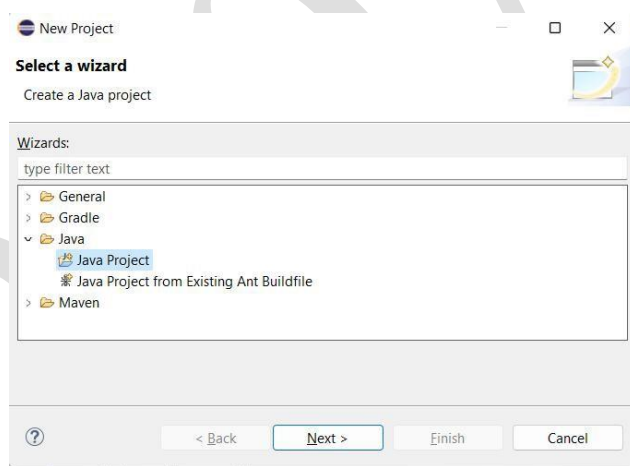 New Project
Select a wizard
Create a Java project
Wizards:
type filter text
General
Gradle
Java
Java Project
Java Project from Existing Ant Buildfile
Maven
? < Back Next > Finish Cancel